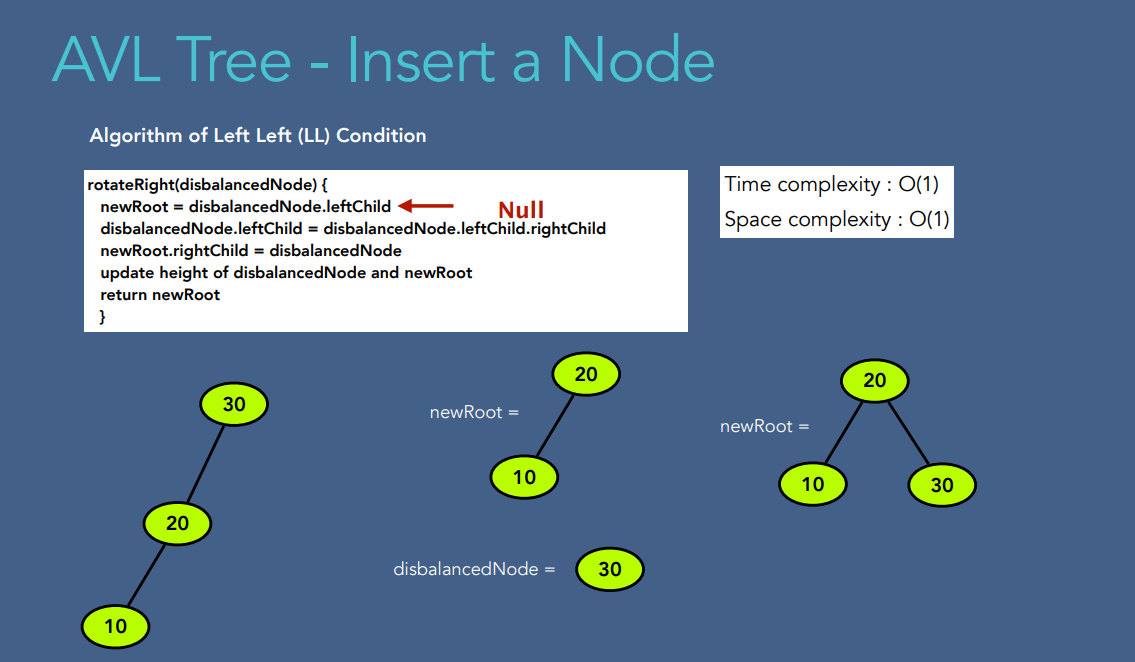 AVL Tree - Insert a Node
Algorithm of Left Left (LL) Condition
rotateRight(disbalancedNode) {
newRoot = disbalancedNode.leftChild
Null
disbalancedNode.leftChild = disbalancedNode.leftChild.rightChild
newRoot.rightChild = disbalancedNode
update height of disbalancedNode and newRoot
return newRoot
}
Time complexity : O(1)
Space complexity : O(1)
30
20
10
newRoot =
20
10
disbalancedNode =
30
newRoot =
20
10
30